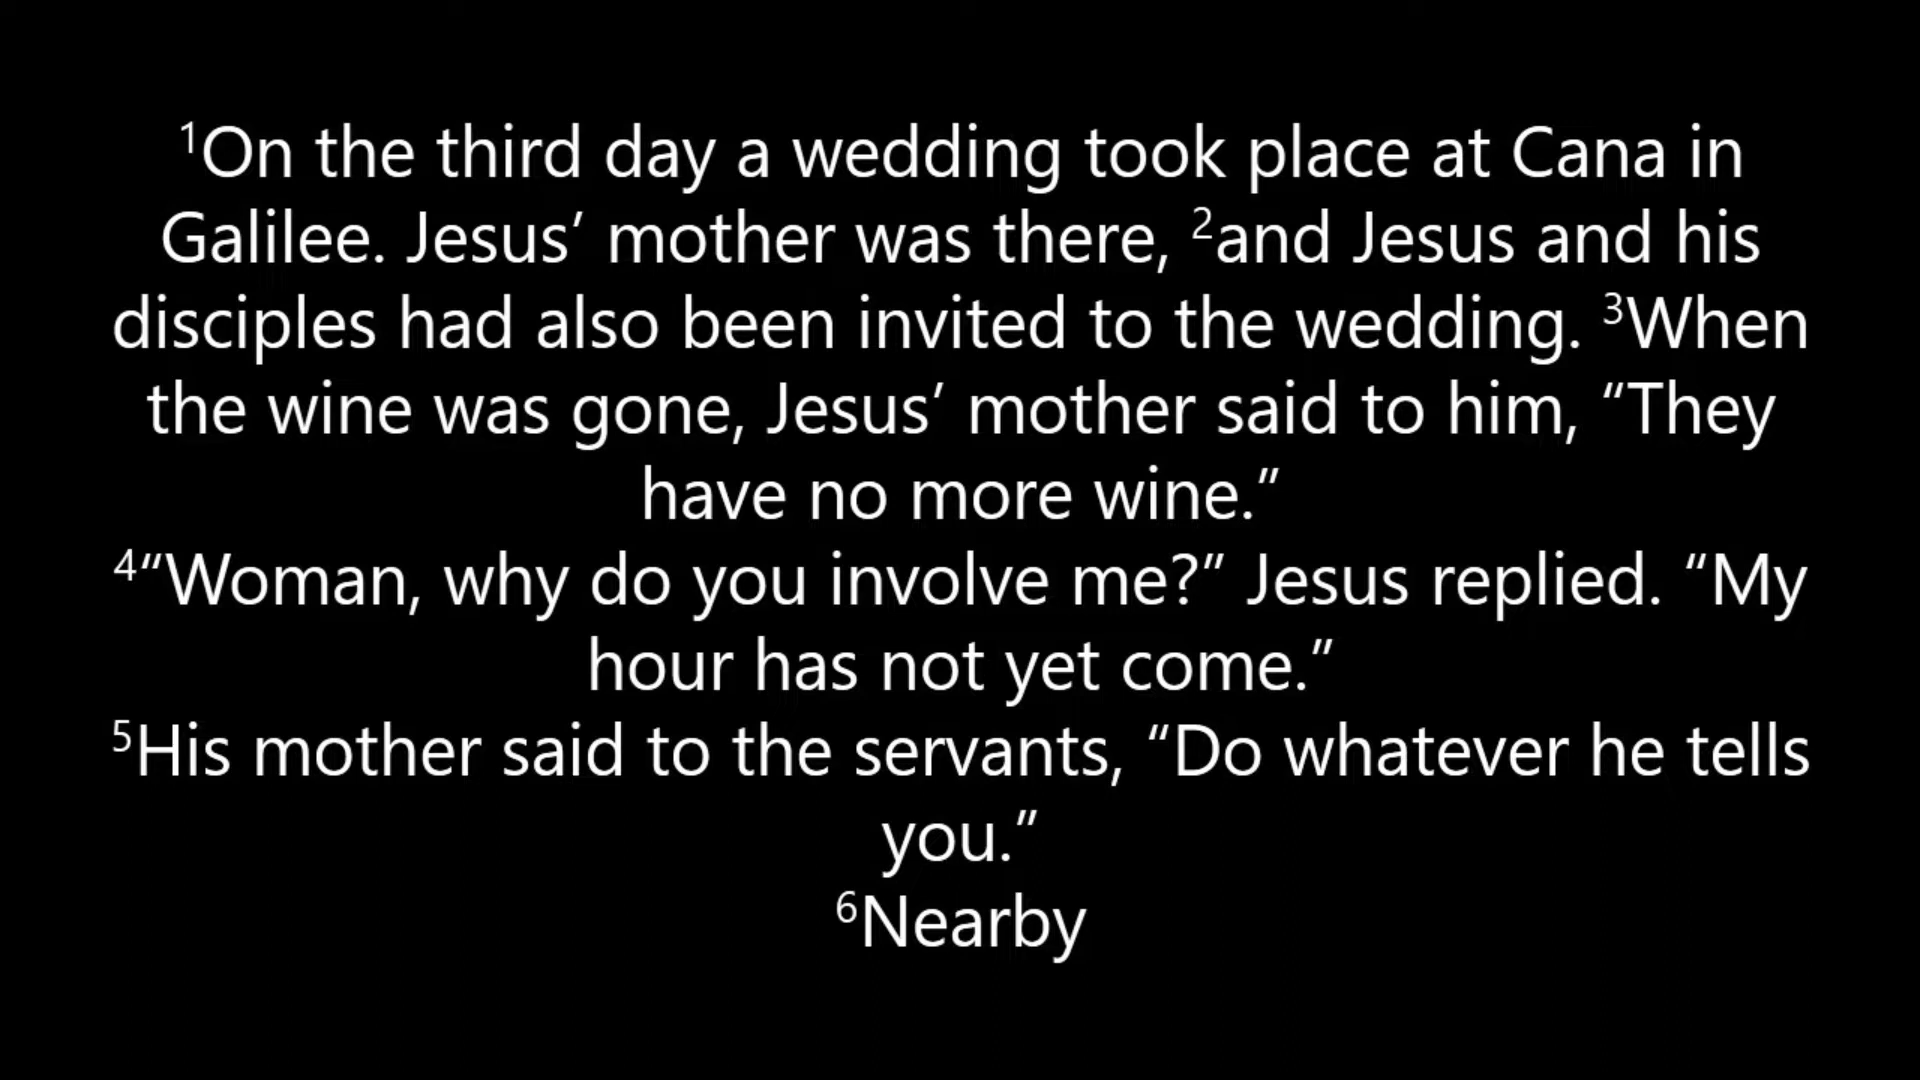 ¹On the third day a wedding took place at Cana in
Galilee. Jesus’ mother was there, ²and Jesus and his
disciples had also been invited to the wedding. ³When
the wine was gone, Jesus’ mother said to him, “They
have no more wine.”
⁴“Woman, why do you involve me?” Jesus replied. “My
hour has not yet come.”
⁵His mother said to the servants, “Do whatever he tells
you.”
⁶Nearby